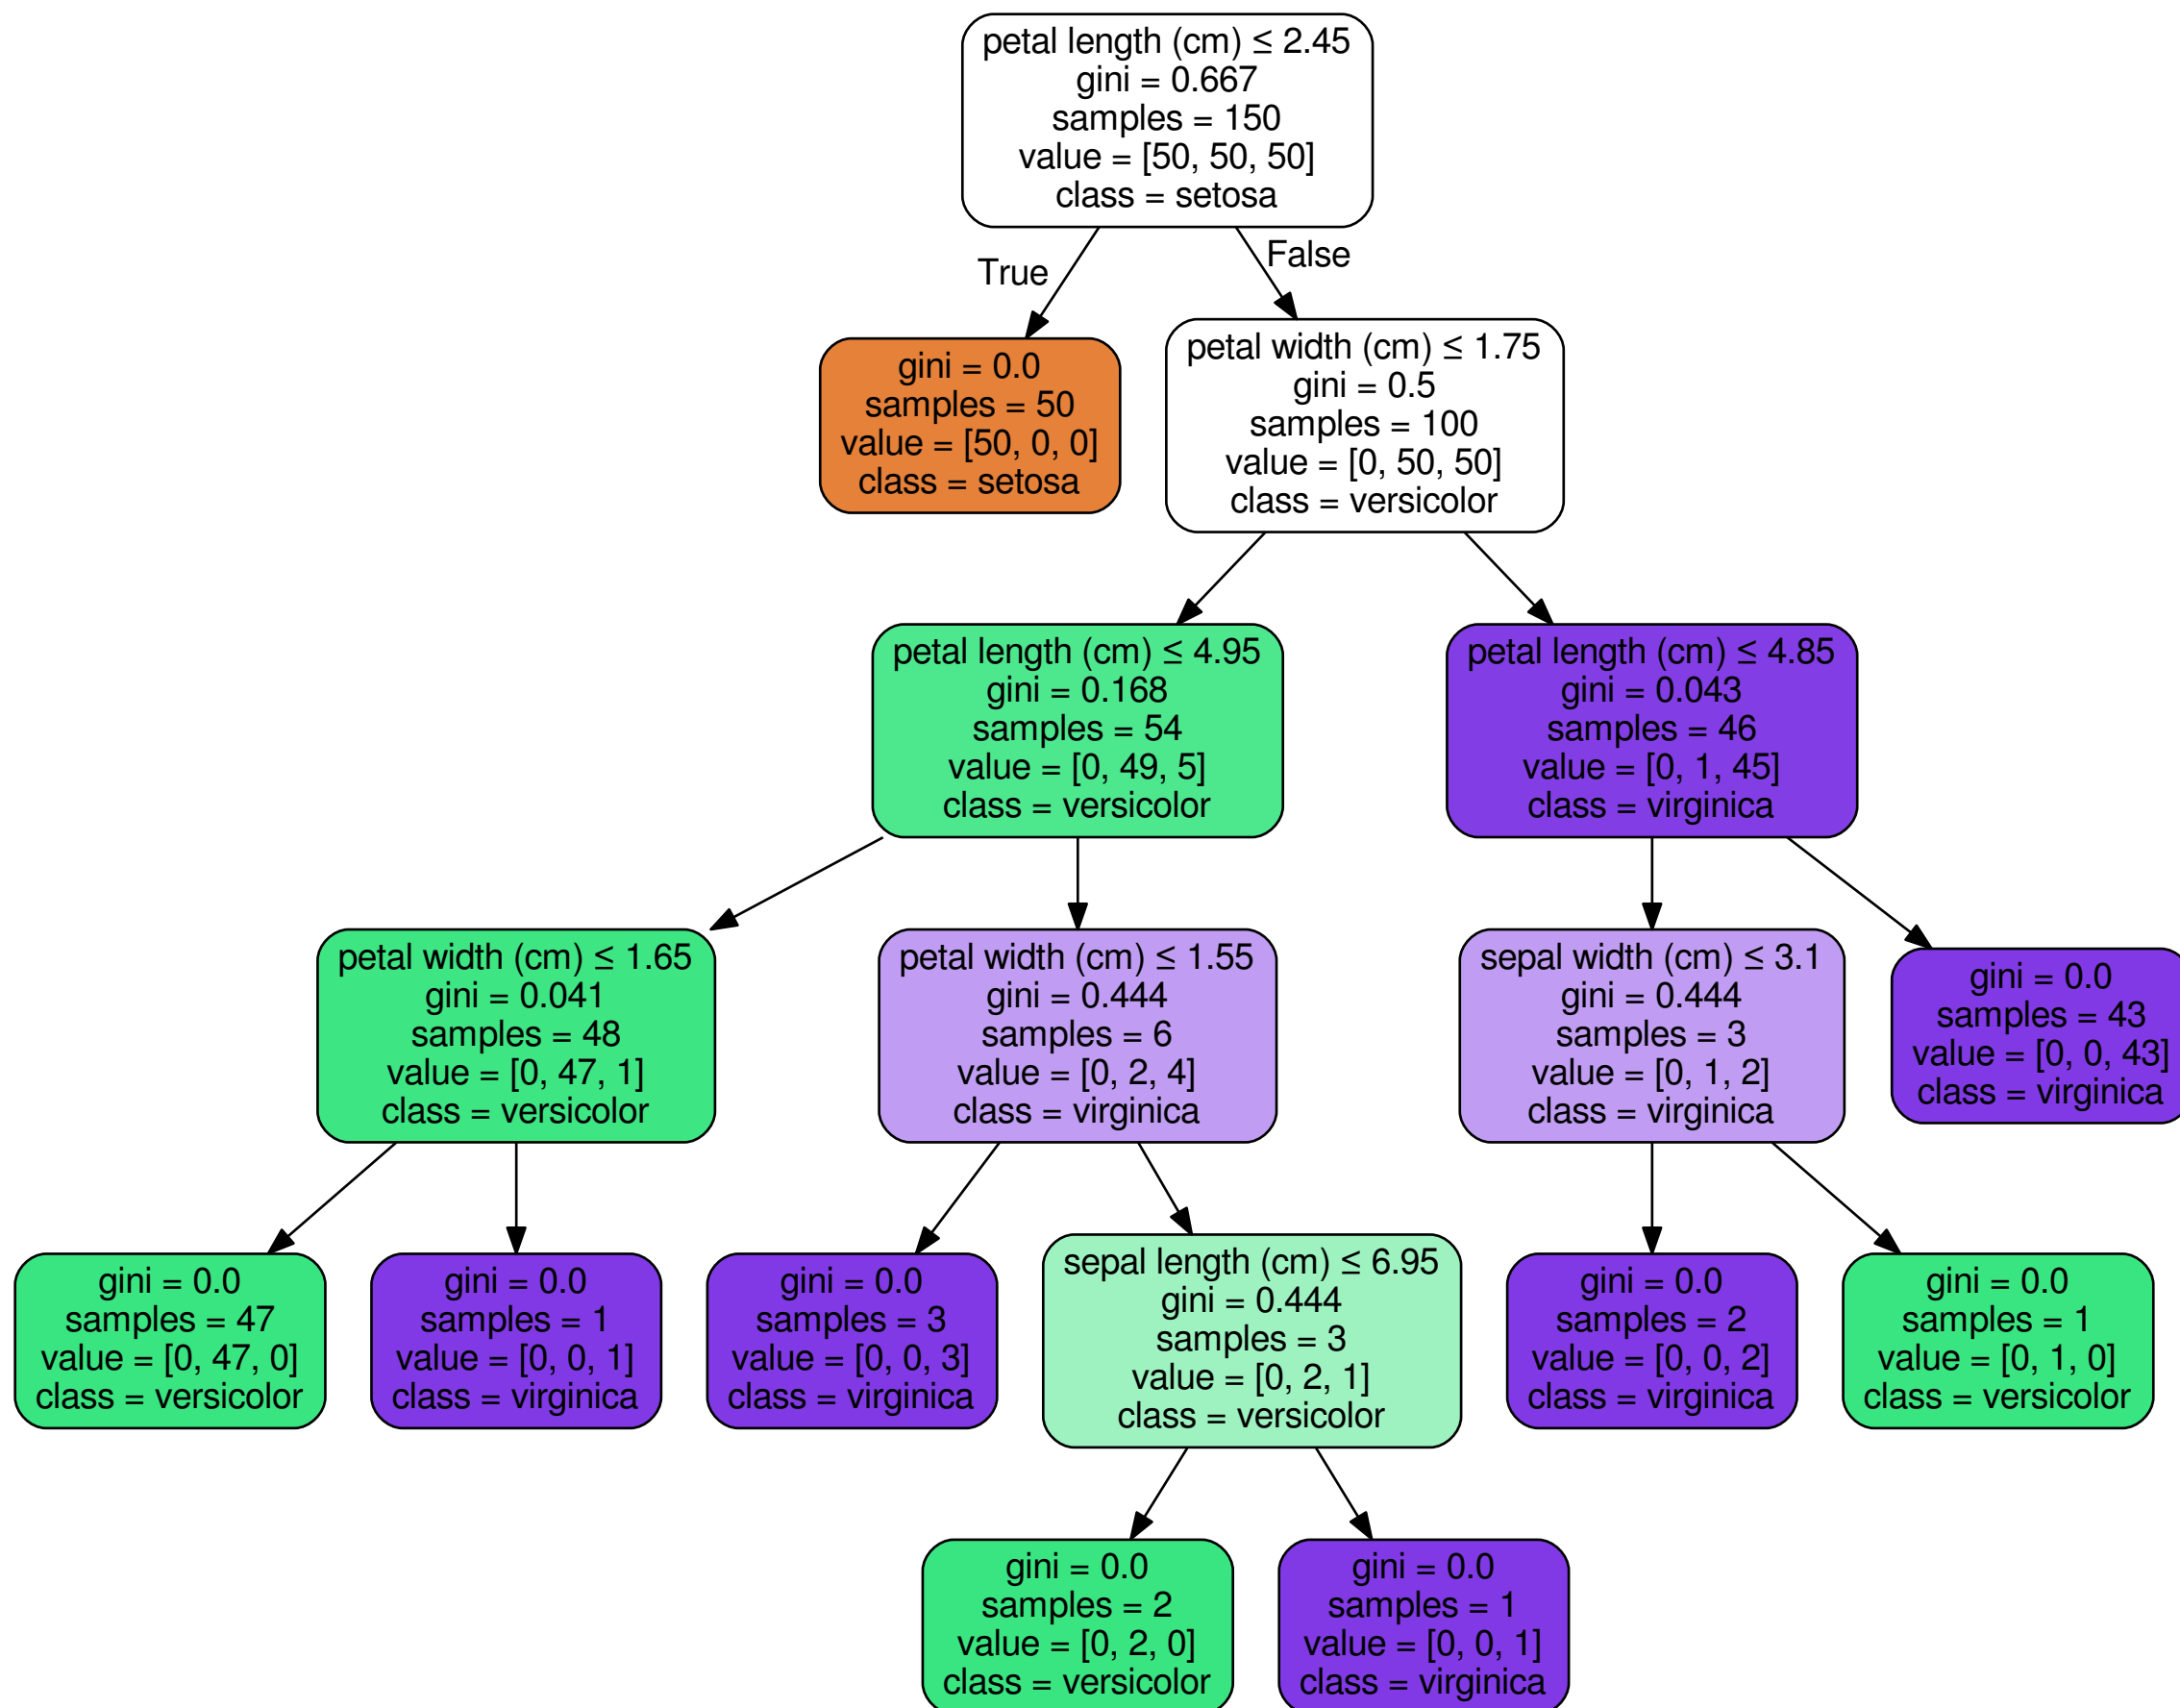 petal length (cm) ≤ 2.45
gini = 0.667
samples = 150
value = [50, 50, 50]
class = setosa
True
False
gini = 0.0
samples = 50
value = [50, 0, 0]
class = setosa
petal width (cm) ≤ 1.75
gini = 0.5
samples = 100
value = [0, 50, 50]
class = versicolor
petal length (cm) ≤ 4.95
gini = 0.168
samples = 54
value = [0, 49, 5]
class = versicolor
petal length (cm) ≤ 4.85
gini = 0.043
samples = 46
value = [0, 1, 45]
class = virginica
petal width (cm) ≤ 1.65
gini = 0.041
samples = 48
value = [0, 47, 1]
class = versicolor
petal width (cm) ≤ 1.55
gini = 0.444
samples = 6
value = [0, 2, 4]
class = virginica
sepal width (cm) ≤ 3.1
gini = 0.444
samples = 3
value = [0, 1, 2]
class = virginica
gini = 0.0
samples = 43
value = [0, 0, 43]
class = virginica
gini = 0.0
samples = 47
value = [0, 47, 0]
class = versicolor
gini = 0.0
samples = 1
value = [0, 0, 1]
class = virginica
gini = 0.0
samples = 3
value = [0, 0, 3]
class = virginica
sepal length (cm) ≤ 6.95
gini = 0.444
samples = 3
value = [0, 2, 1]
class = versicolor
gini = 0.0
samples = 2
value = [0, 0, 2]
class = virginica
gini = 0.0
samples = 1
value = [0, 1, 0]
class = versicolor
gini = 0.0
samples = 2
value = [0, 2, 0]
class = versicolor
gini = 0.0
samples = 1
value = [0, 0, 1]
class = virginica